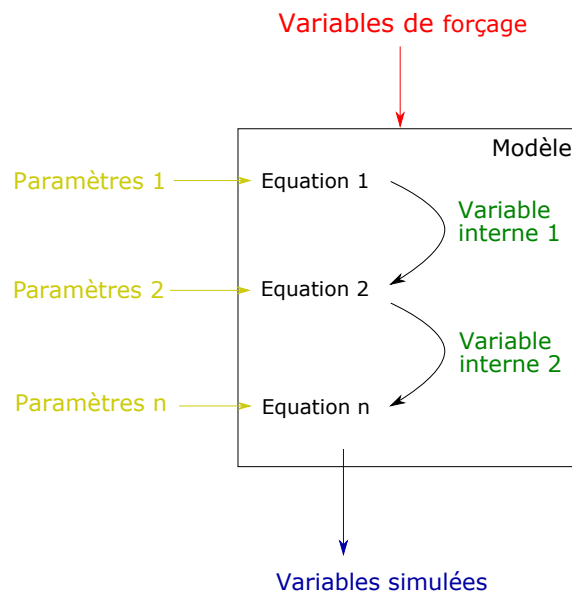 Variables de forçage
Modèle
Paramètres 1
Equation 1
Variable
interne 1
Paramètres 2
Equation 2
Variable
interne 2
Paramètres n
Equation n
Variables simulées